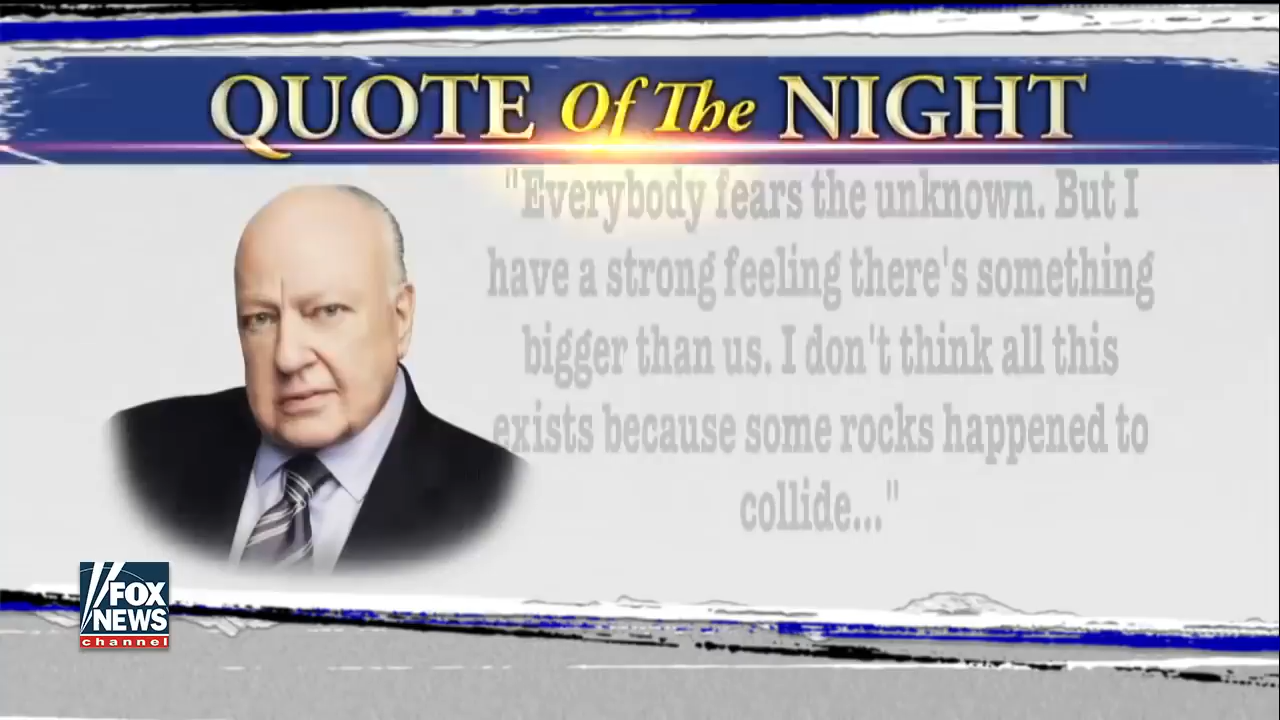 QUOTE Of The NIGHT
"Everybody fears the unknown. But I
have a strong feeling there's something
bigger than us. I don't think all this
exists because some rocks happened to
collide..."
FOX
NEWS
channel